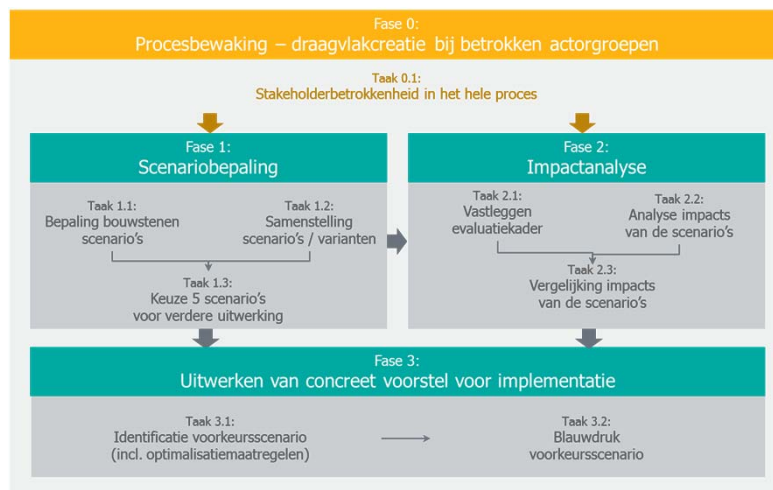 Fase 0:
Procesbewaking – draagvlakcreatie bij betrokken actorgroepen
Taak 0.1:
Stakeholderbetrokkenheid in het hele proces
Fase 1:
Scenariobepaling
Taak 1.1:
Bepaling bouwstenen
scenario's
Taak 1.2:
Samenstelling
scenario's / varianten
Taak 1.3:
Keuze 5 scenario's
voor verdere uitwerking
Fase 2:
Impactanalyse
Taak 2.1:
Vastleggen
evaluatiekader
Taak 2.2:
Analyse impacts
van de scenario's
Taak 2.3:
Vergelijking impacts
van de scenario's
Fase 3:
Uitwerken van concreet voorstel voor implementatie
Taak 3.1:
Identificatie voorkeursscenario
(incl. optimalisatiemaatregelen)
Taak 3.2:
Blauwdruk
voorkeursscenario